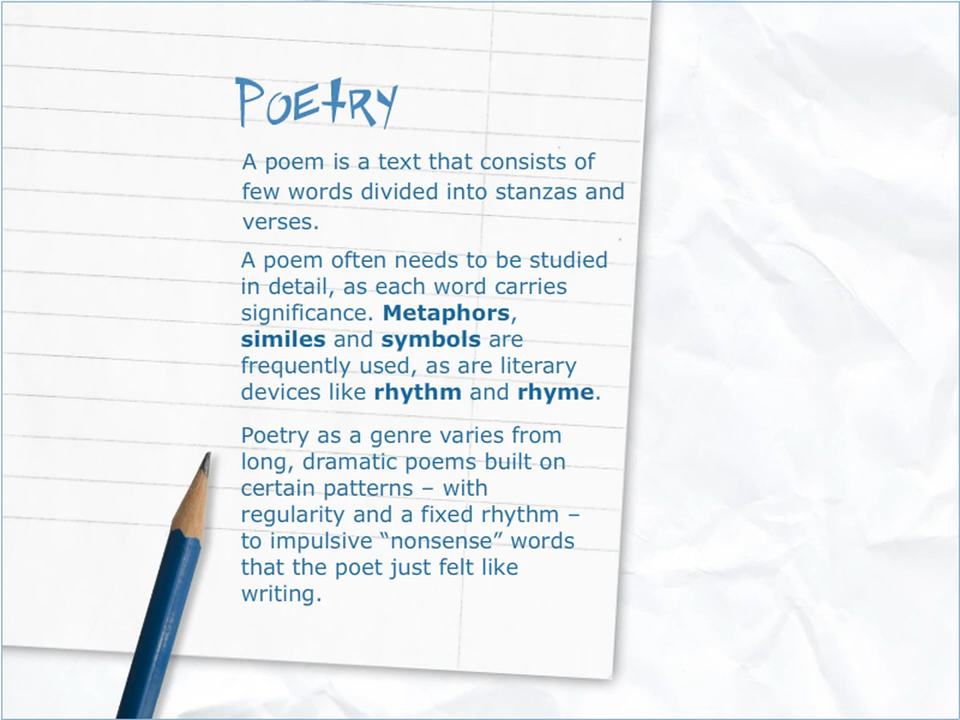 POETRY
A poem is a text that consists of
few words divided into stanzas and
verses.
A poem often needs to be studied
in detail, as each word carries
significance. Metaphors,
similes and symbols are
frequently used, as are literary
devices like rhythm and rhyme.
Poetry as a genre varies from
long, dramatic poems built on
certain patterns – with
regularity and a fixed rhythm –
to impulsive “nonsense” words
that the poet just felt like
writing.